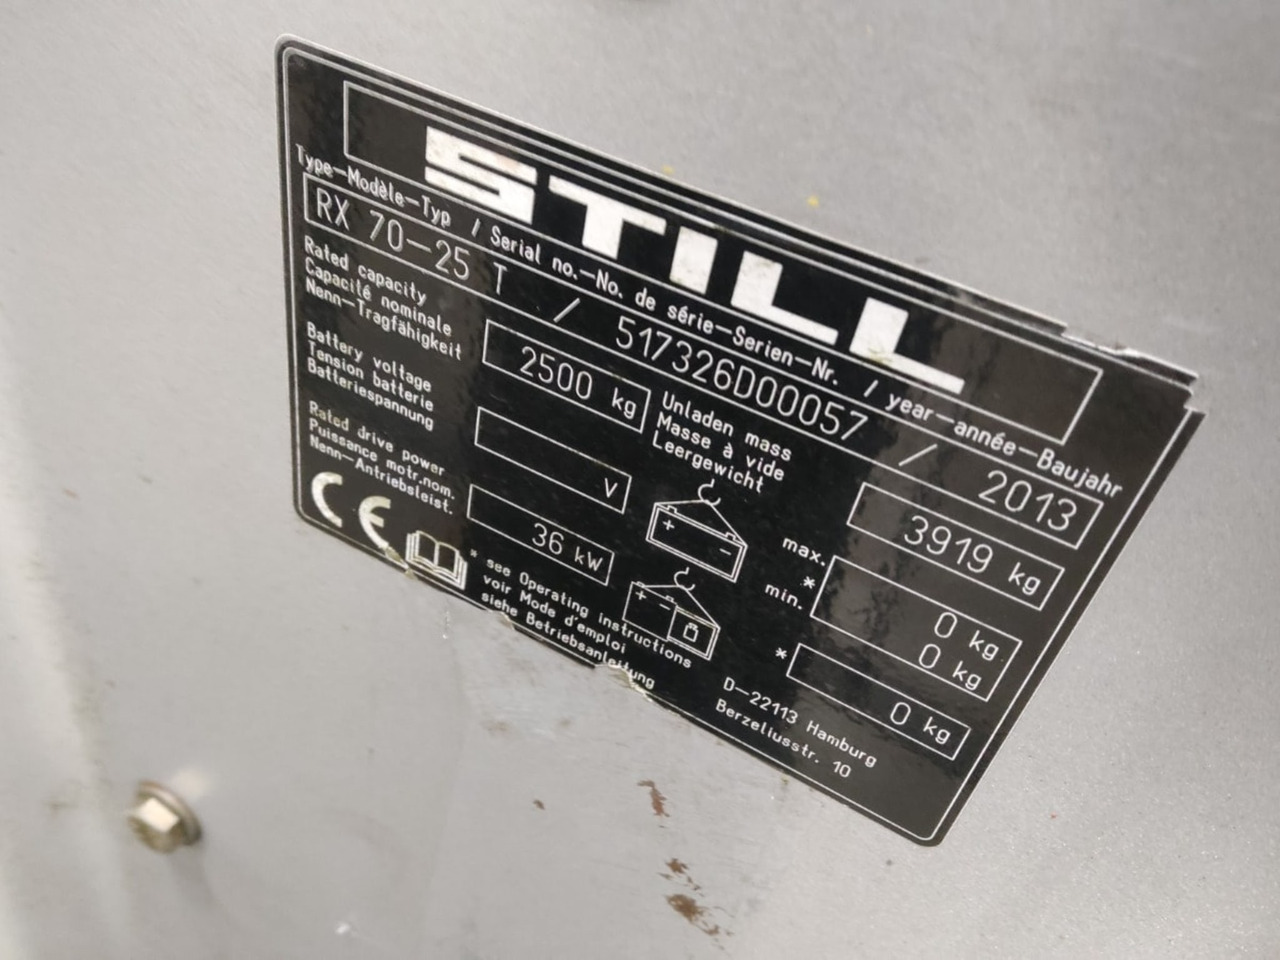 STILL
Type—Modèle—Typ / Serial no.—No. de série—Serien—Nr. / year—année—Baujahr
RX 70—25 T / 517326D00057 / 2013
Rated capacity
Capacité nominale
Nenn—Tragfähigkeit
2500 kg
Unladen mass
Masse à vide
Leergewicht
3919 kg
Battery voltage
Tension batterie
Batteriespannung
V
+ −
max. 0 kg
*
min. 0 kg
Rated drive power
Puissance motr.nom.
Nenn—Antriebsleist.
36 kW
+ −
* 0 kg
CE
* see Operating instructions
voir Mode d'emploi
siehe Betriebsanleitung
D—22113 Hamburg
Berzeliusstr. 10